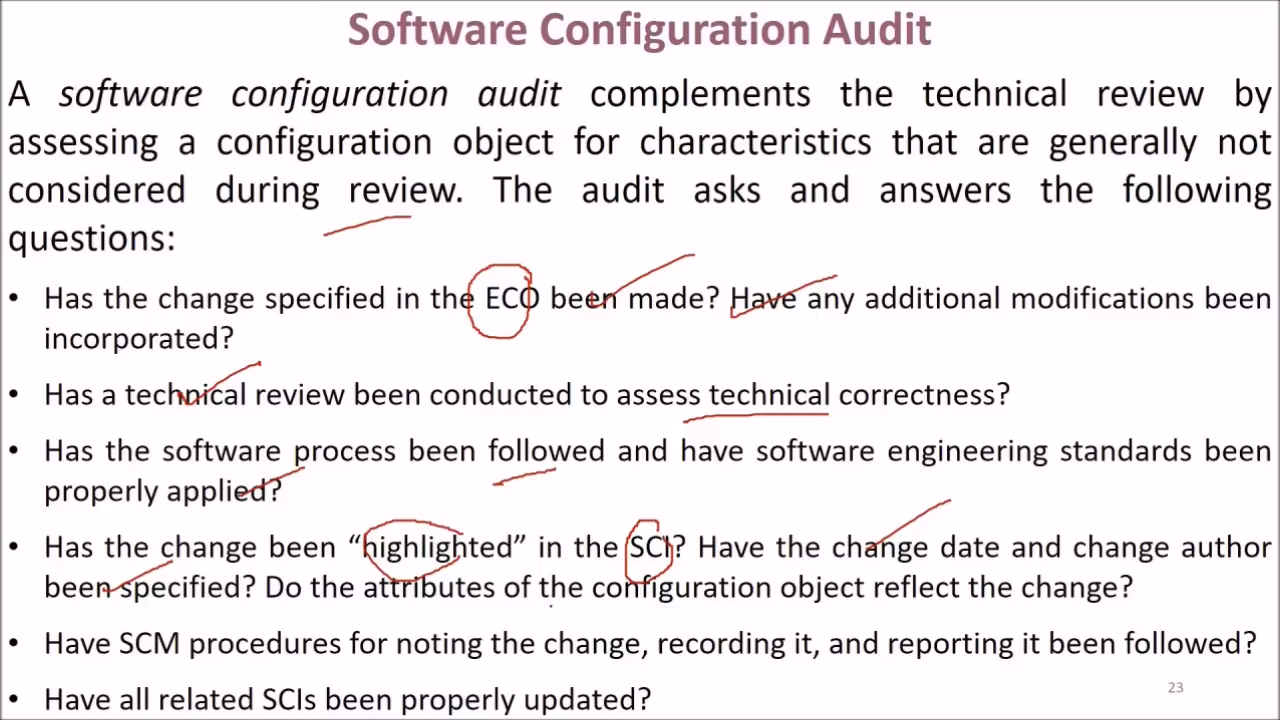 Software Configuration Audit
A software configuration audit complements the technical review by
assessing a configuration object for characteristics that are generally not
considered during review. The audit asks and answers the following
questions:
• Has the change specified in the ECO been made? Have any additional modifications been
incorporated?
• Has a technical review been conducted to assess technical correctness?
• Has the software process been followed and have software engineering standards been
properly applied?
• Has the change been “highlighted” in the SCI? Have the change date and change author
been specified? Do the attributes of the configuration object reflect the change?
• Have SCM procedures for noting the change, recording it, and reporting it been followed?
• Have all related SCIs been properly updated?
23